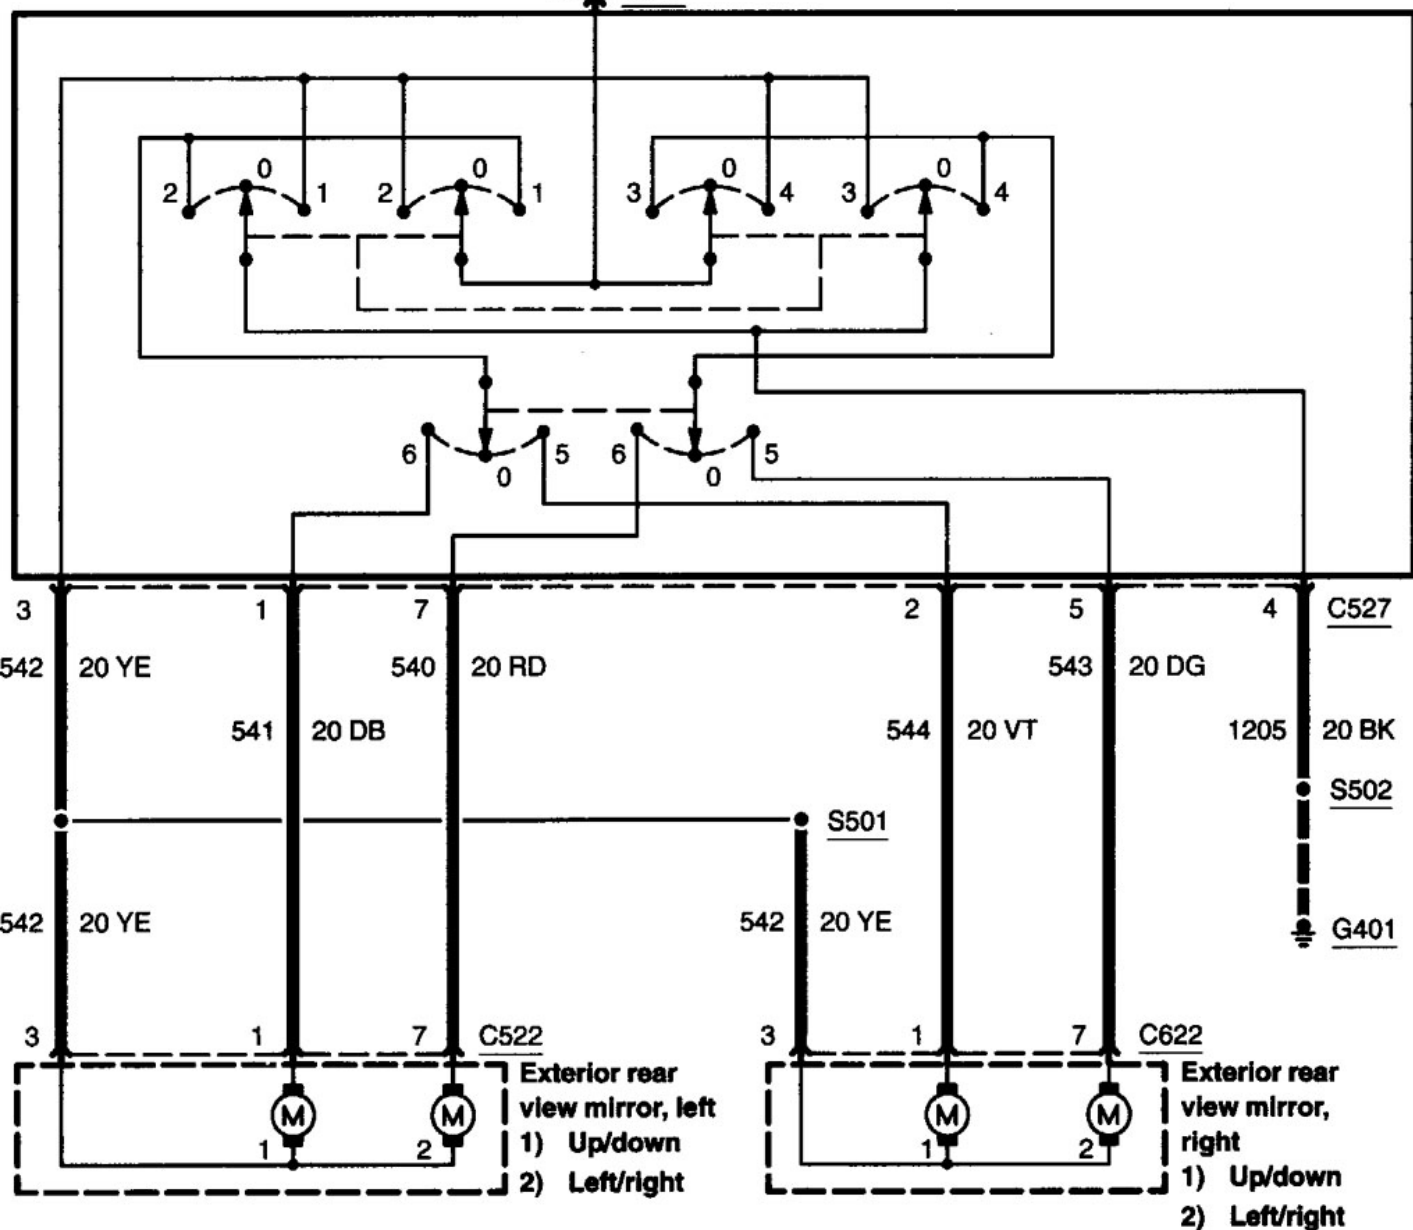 0 0 0 0
2 1 2 1 3 4 3 4
6 5 6 5
0 0
3 1 7 2 5 4 C527
542 20 YE 540 20 RD 543 20 DG
541 20 DB 544 20 VT 1205 20 BK
S502
S501
542 20 YE 542 20 YE G401
3 1 7 C522 3 1 7 C622
M M M M
1 2 1 2
Exterior rear
view mirror, left
1) Up/down
2) Left/right
Exterior rear
view mirror,
right
1) Up/down
2) Left/right